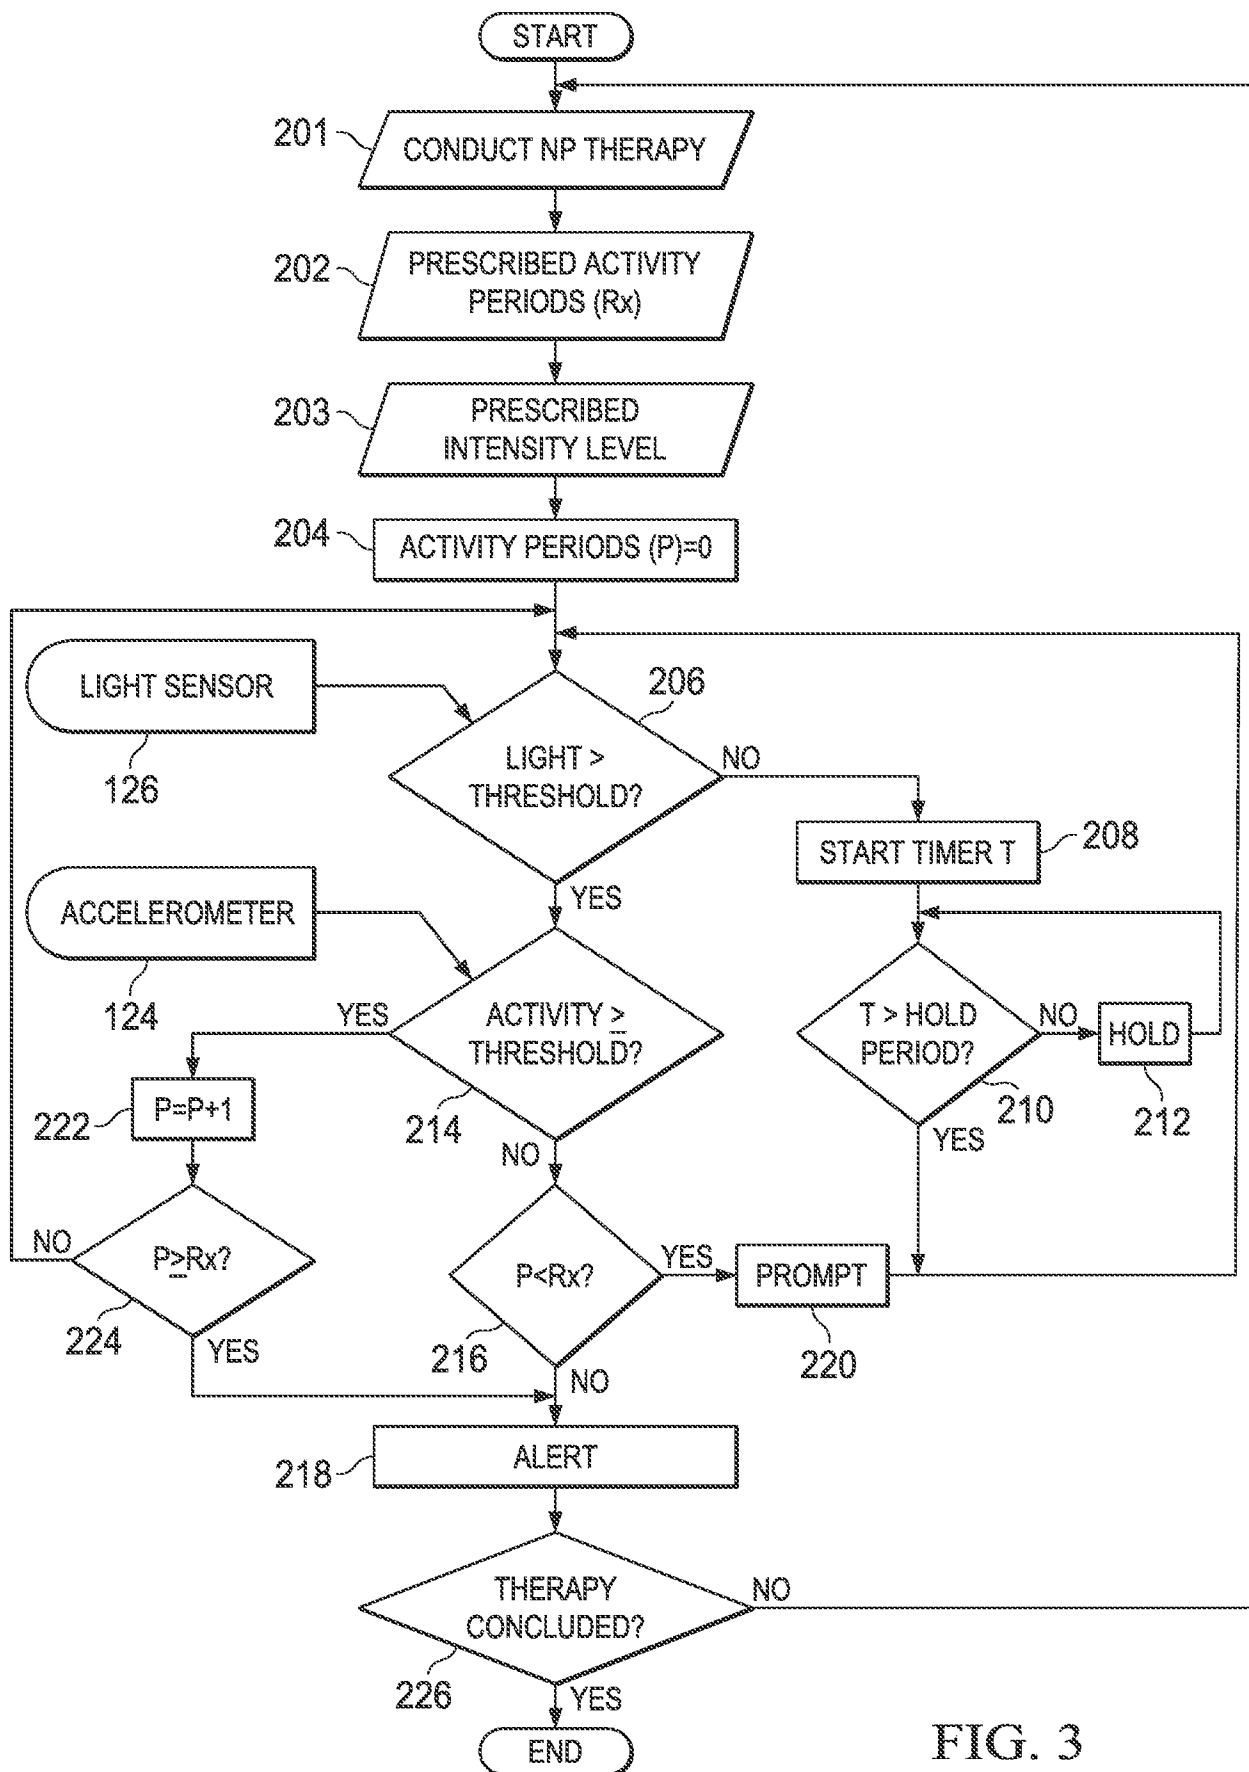 START
201
CONDUCT NP THERAPY
202
PRESCRIBED ACTIVITY
PERIODS (Rx)
203
PRESCRIBED
INTENSITY LEVEL
204
ACTIVITY PERIODS (P)=0
LIGHT SENSOR
126
206
LIGHT >
THRESHOLD?
NO
YES
START TIMER T
208
ACCELEROMETER
124
YES
ACTIVITY ≥
THRESHOLD?
214
NO
T > HOLD
PERIOD?
210
NO
HOLD
212
YES
222
P=P+1
NO
P≥Rx?
224
YES
P<Rx?
216
YES
PROMPT
220
NO
218
ALERT
THERAPY
CONCLUDED?
226
NO
YES
END
FIG. 3